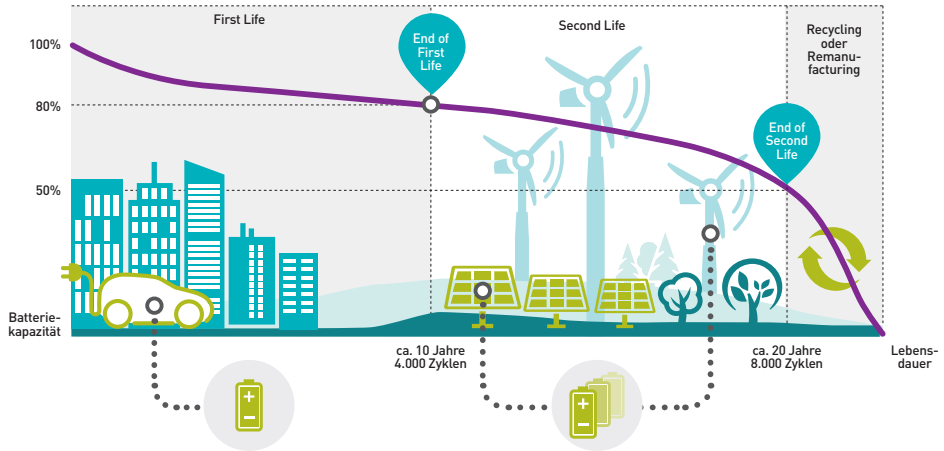 First Life
Second Life
Recycling
oder
Remanu-
facturing
100%
End of
First
Life
80%
End of
Second
Life
50%
Batterie-
kapazität
ca. 10 Jahre
4.000 Zyklen
ca. 20 Jahre
8.000 Zyklen
Lebens-
dauer
+
–
+
–